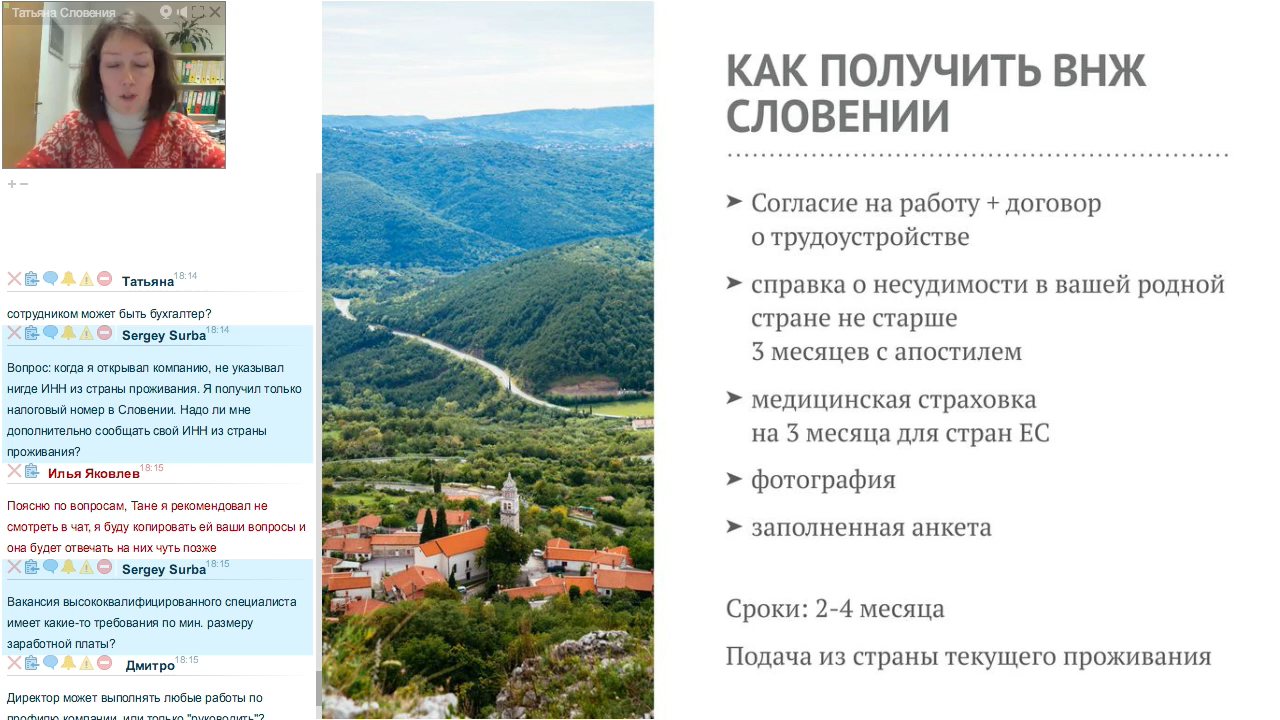 Татьяна Словения
Татьяна 18:14
сотрудником может быть бухгалтер?
Sergey Surba 18:14
Вопрос: когда я открывал компанию, не указывал
нигде ИНН из страны проживания. Я получил только
налоговый номер в Словении. Надо ли мне
дополнительно сообщать свой ИНН из страны
проживания?
Илья Яковлев 18:15
Поясню по вопросам, Тане я рекомендовал не
смотреть в чат, я буду копировать ей ваши вопросы и
она будет отвечать на них чуть позже
Sergey Surba 18:15
Вакансия высококвалифицированного специалиста
имеет какие-то требования по мин. размеру
заработной платы?
Дмитро 18:15
Директор может выполнять любые работы по
профилю компании, или только "руководить"?
КАК ПОЛУЧИТЬ ВНЖ
СЛОВЕНИИ
➤ Согласие на работу + договор
о трудоустройстве
➤ справка о несудимости в вашей родной
стране не старше
3 месяцев с апостилем
➤ медицинская страховка
на 3 месяца для стран ЕС
➤ фотография
➤ заполненная анкета
Сроки: 2-4 месяца
Подача из страны текущего проживания